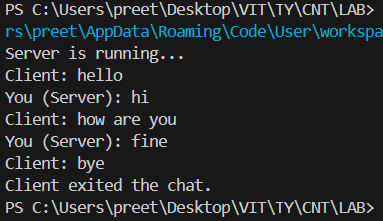 PS C:\Users\preet\Desktop\VIT\TY\CNT\LAB>
rs\preet\AppData\Roaming\Code\User\workspa
Server is running...
Client: hello
You (Server): hi
Client: how are you
You (Server): fine
Client: bye
Client exited the chat.
PS C:\Users\preet\Desktop\VIT\TY\CNT\LAB>